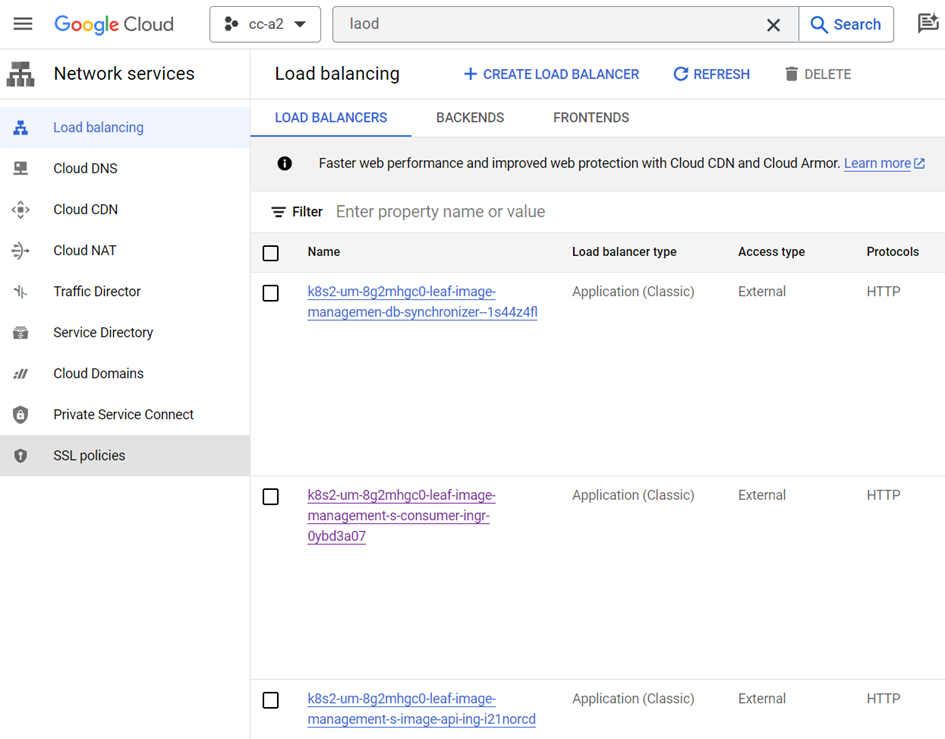 Google Cloud
cc-a2
laod
Search
Network services
Load balancing
CREATE LOAD BALANCER
REFRESH
DELETE
Load balancing
Cloud DNS
Cloud CDN
Cloud NAT
Traffic Director
Service Directory
Cloud Domains
Private Service Connect
SSL policies
LOAD BALANCERS
BACKENDS
FRONTENDS
Faster web performance and improved web protection with Cloud CDN and Cloud Armor. Learn more
Filter Enter property name or value
Name Load balancer type Access type Protocols
k8s2-um-8g2mhgc0-leaf-image- Application (Classic) External HTTP
managemen-db-synchronizer--1s44z4fl
k8s2-um-8g2mhgc0-leaf-image- Application (Classic) External HTTP
management-s-consumer-ingr-
0ybd3a07
k8s2-um-8g2mhgc0-leaf-image- Application (Classic) External HTTP
management-s-image-api-ing-i21norcd